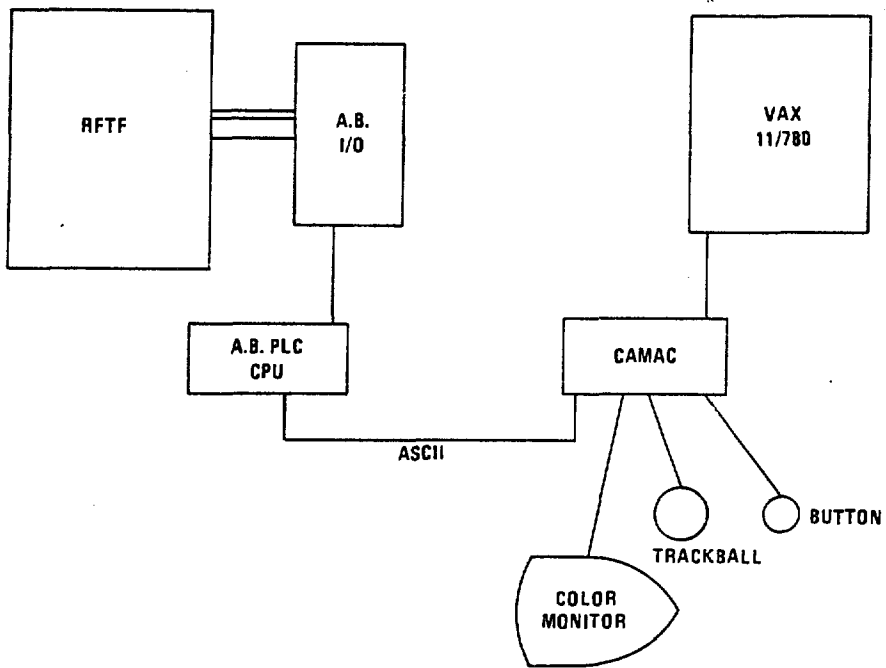 RFTF
A.B.
I/O
VAX
11/780
A.B. PLC
CPU
CAMAC
ASCII
BUTTON
TRACKBALL
COLOR
MONITOR